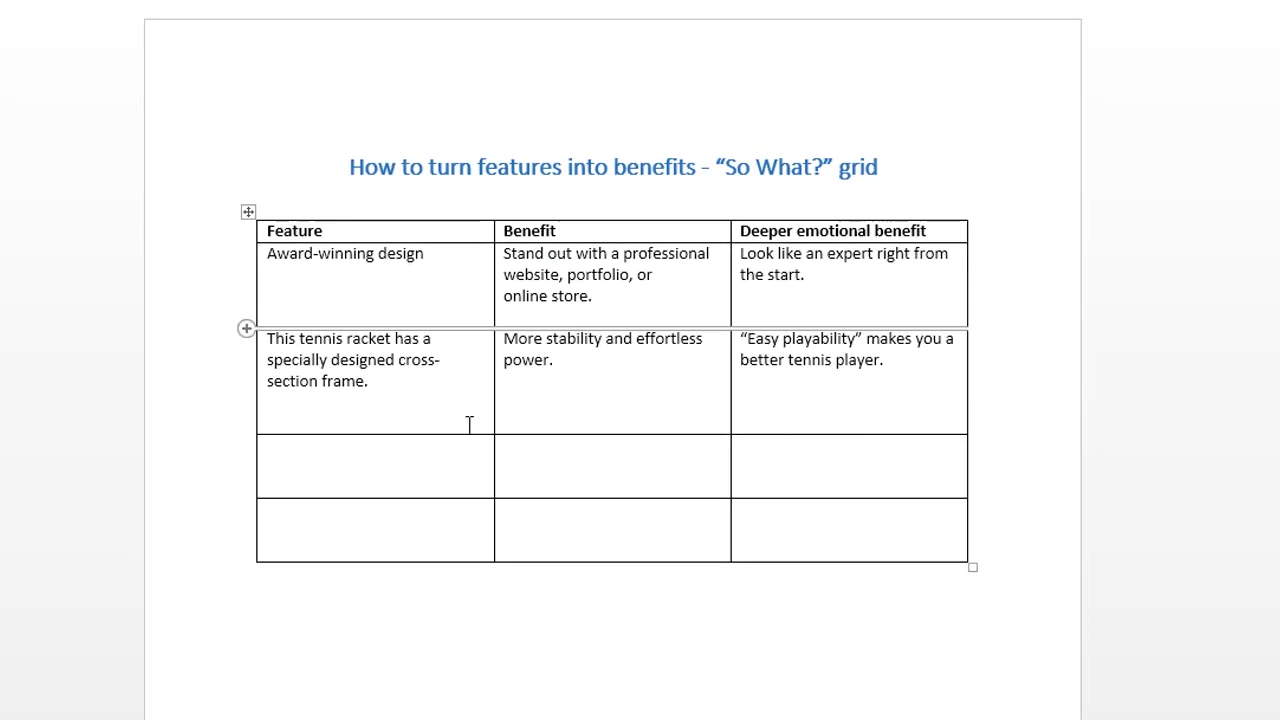 How to turn features into benefits - “So What?” grid
Feature
Benefit
Deeper emotional benefit
Award-winning design
Stand out with a professional
website, portfolio, or
online store.
Look like an expert right from
the start.
This tennis racket has a
specially designed cross-
section frame.
More stability and effortless
power.
“Easy playability” makes you a
better tennis player.